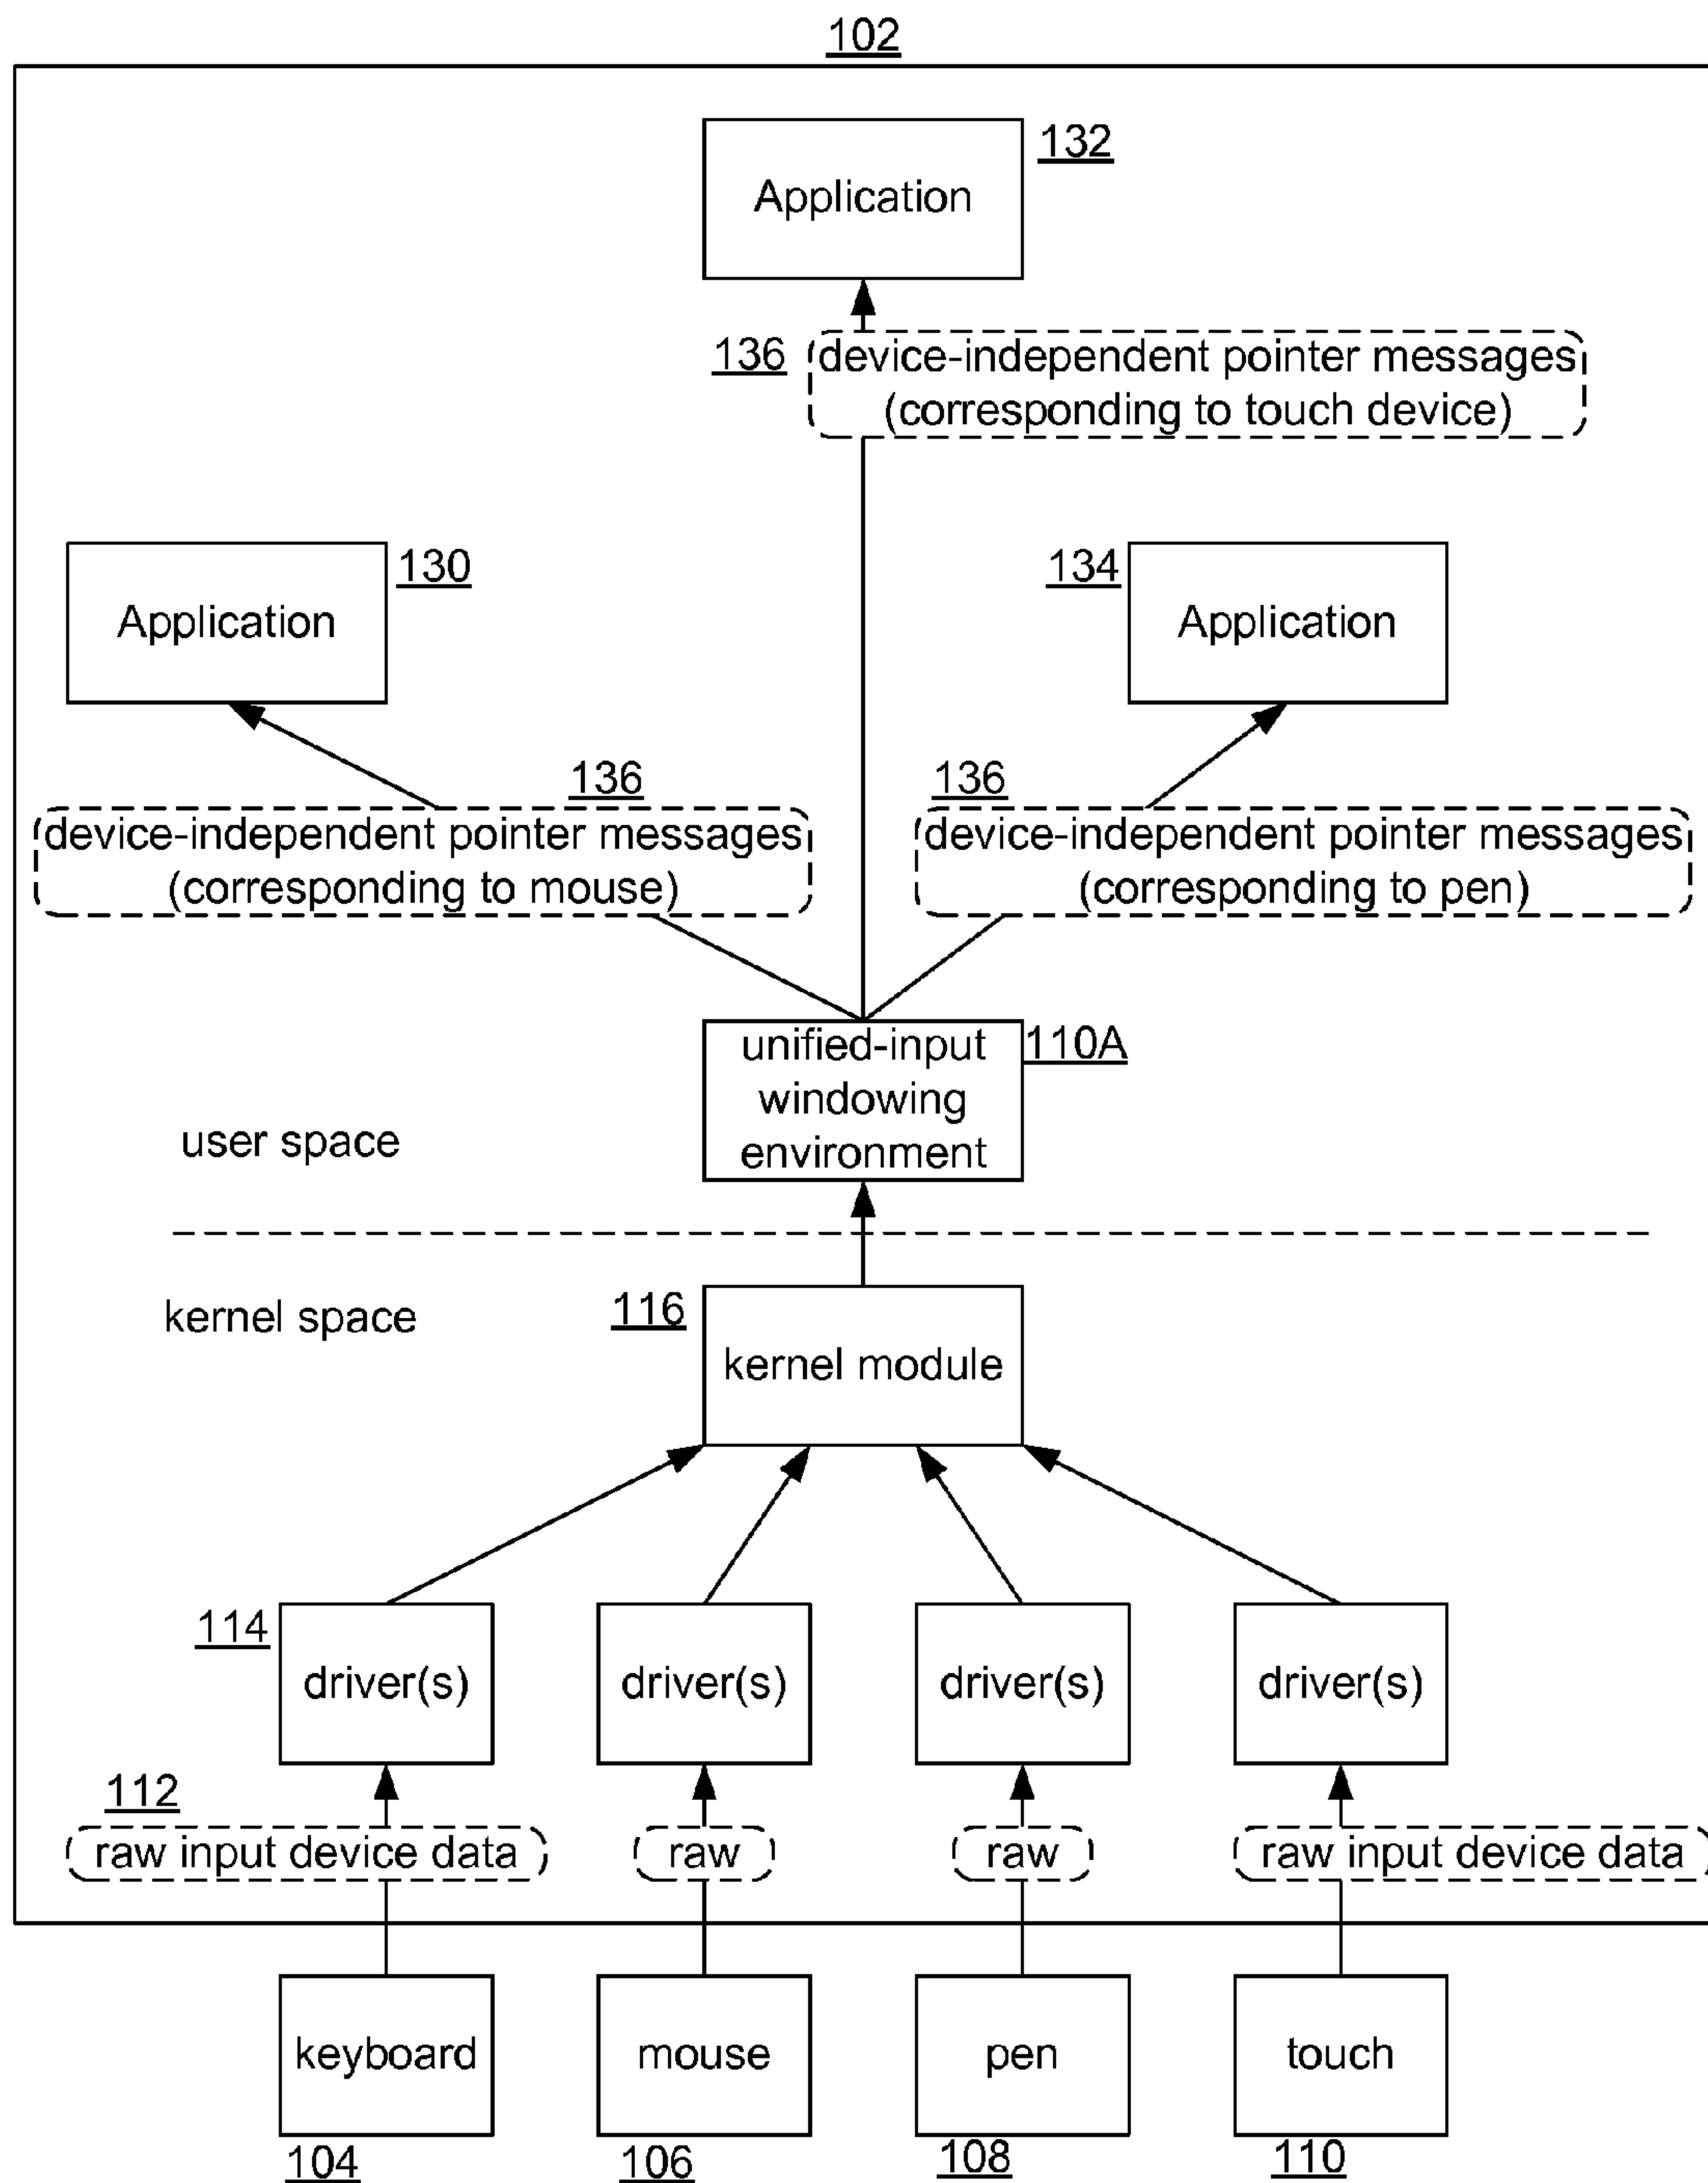 102
132
Application
136
device-independent pointer messages
(corresponding to touch device)
130
134
Application
Application
136
136
device-independent pointer messages
(corresponding to mouse)
device-independent pointer messages
(corresponding to pen)
unified-input
windowing
environment
110A
user space
kernel space
116
kernel module
114
driver(s)
driver(s)
driver(s)
driver(s)
112
raw input device data
raw
raw
raw input device data
keyboard
mouse
pen
touch
104
106
108
110